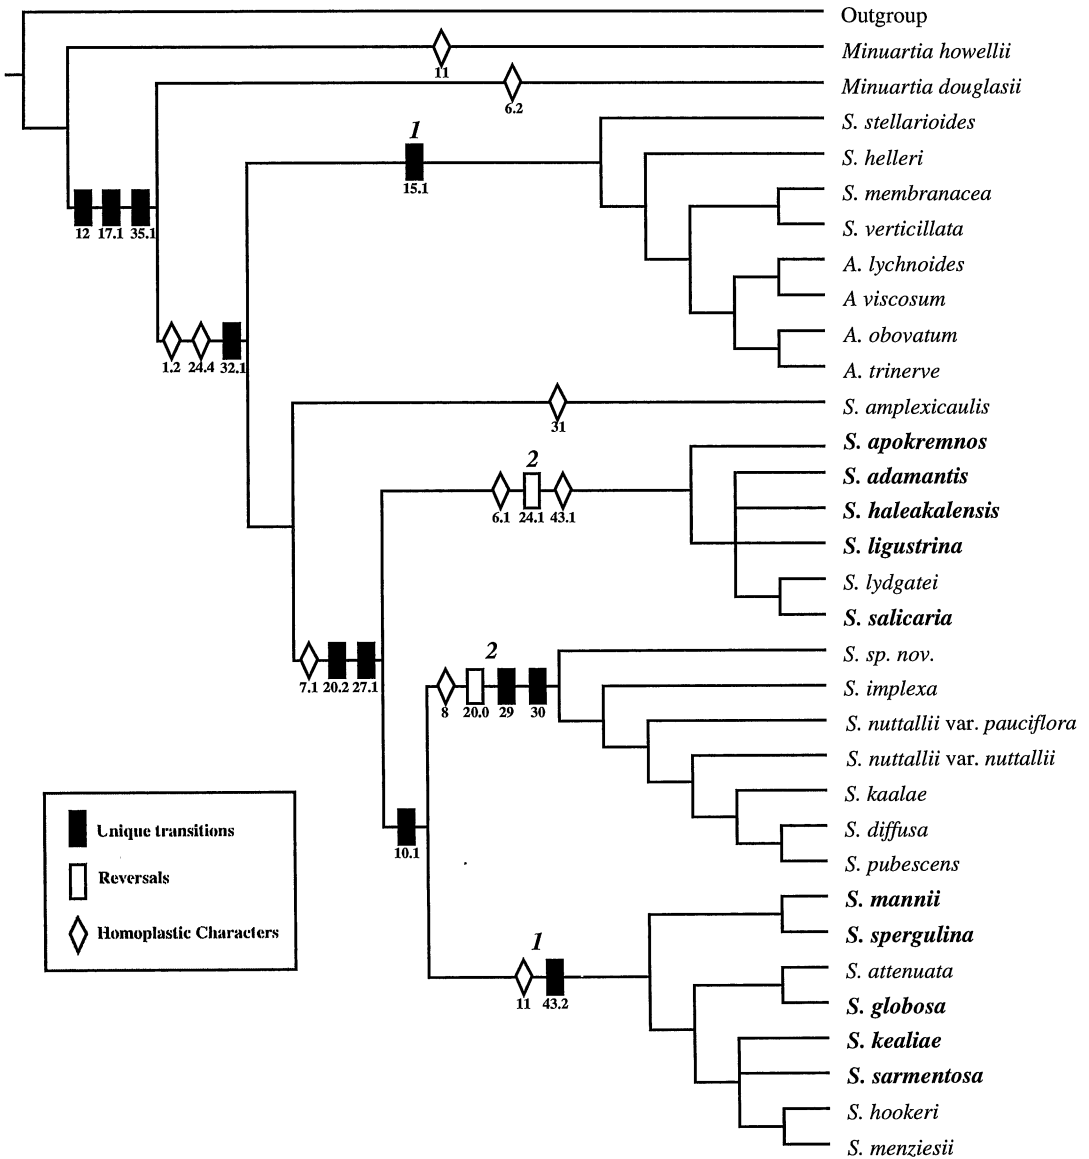 Outgroup
Minuartia howellii
11
Minuartia douglasii
6.2
S. stellarioides
1
15.1
S. helleri
S. membranacea
S. verticillata
12 17.1 35.1
A. lychnoides
A viscosum
A. obovatum
1.2 24.4 32.1
A. trinerve
S. amplexicaulis
31
S. apokremnos
2
S. adamantis
6.1 24.1 43.1
S. haleakalensis
S. ligustrina
S. lydgatei
S. salicaria
S. sp. nov.
2
7.1 20.2 27.1
S. implexa
8 20.0 29 30
S. nuttallii var. pauciflora
S. nuttallii var. nuttallii
S. kaalae
S. diffusa
10.1
S. pubescens
Unique transitions
Reversals
Homoplastic Characters
S. mannii
S. spergulina
1
S. attenuata
11 43.2
S. globosa
S. kealiae
S. sarmentosa
S. hookeri
S. menziesii